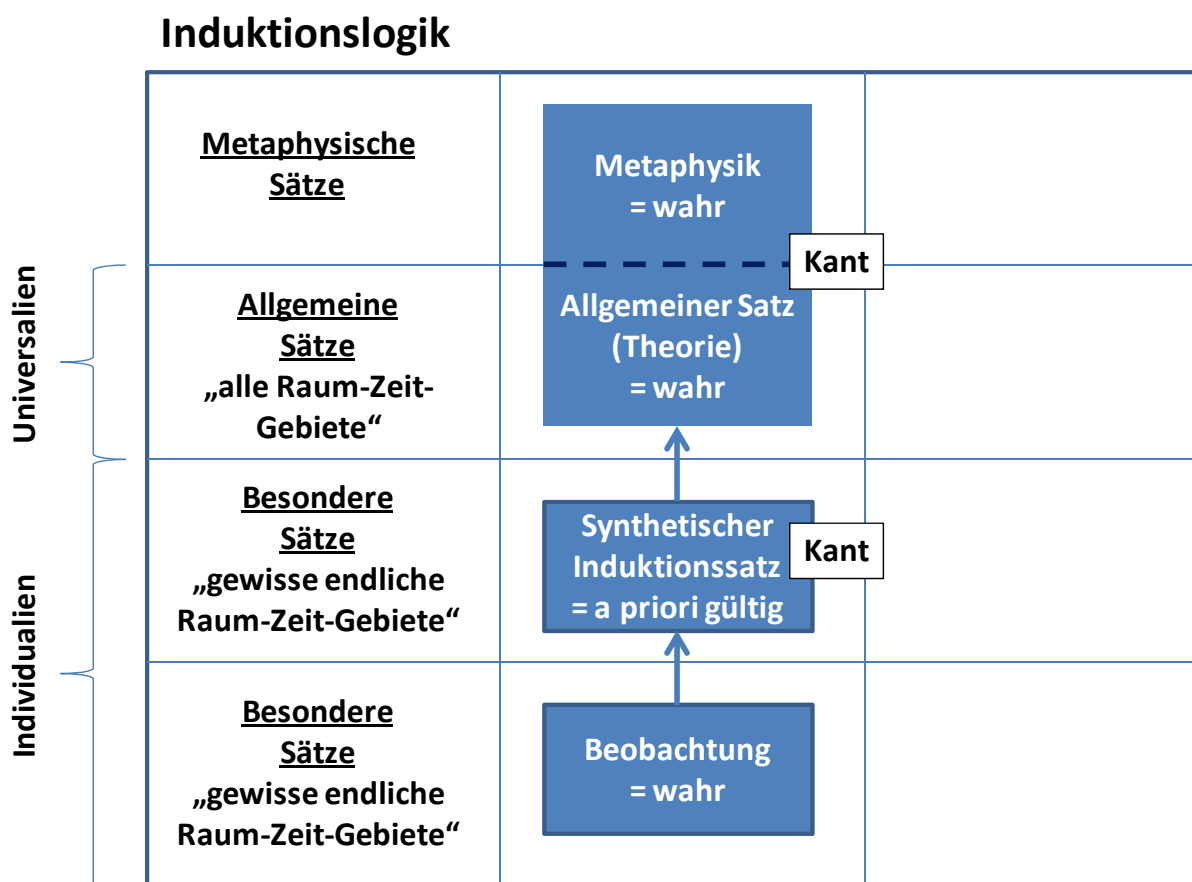 Induktionslogik
Metaphysische
Sätze
Metaphysik
= wahr
Kant
Universalien
Allgemeine
Sätze
„alle Raum-Zeit-
Gebiete“
Allgemeiner Satz
(Theorie)
= wahr
Individualien
Besondere
Sätze
„gewisse endliche
Raum-Zeit-Gebiete“
Synthetischer
Induktionssatz
= a priori gültig
Kant
Besondere
Sätze
„gewisse endliche
Raum-Zeit-Gebiete“
Beobachtung
= wahr